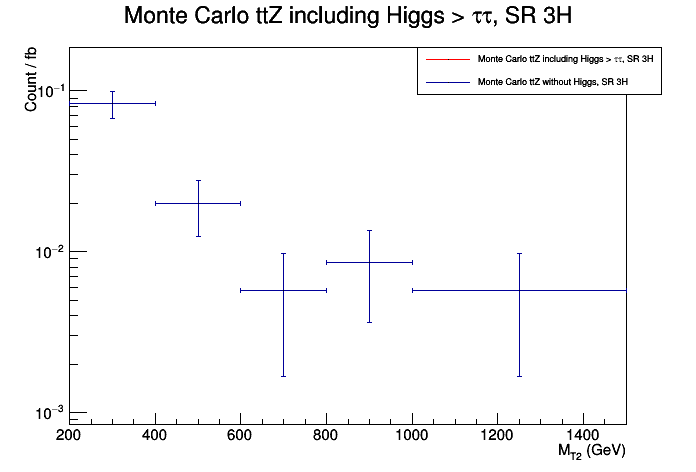 Monte Carlo ttZ including Higgs > ττ, SR 3H
Count / fb
Monte Carlo ttZ including Higgs > ττ, SR 3H
Monte Carlo ttZ without Higgs, SR 3H
10⁻¹
10⁻²
10⁻³
200 400 600 800 1000 1200 1400
M_T2 (GeV)